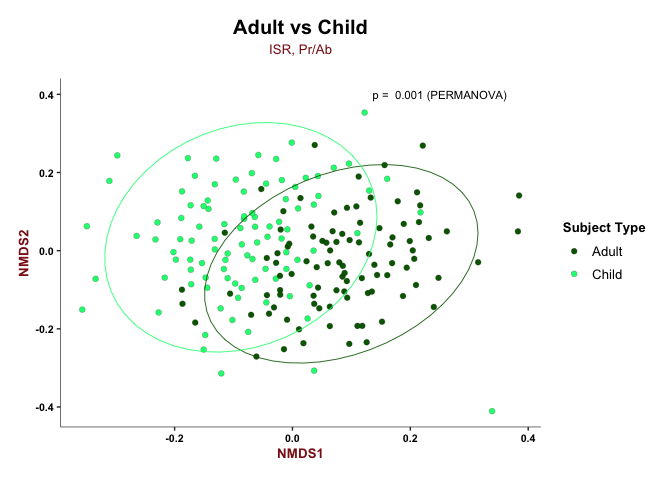 Adult vs Child
ISR, Pr/Ab
p =  0.001 (PERMANOVA)
0.4
0.2
0.0
-0.2
-0.4
NMDS2
-0.2
0.0
0.2
0.4
NMDS1
Subject Type
Adult
Child